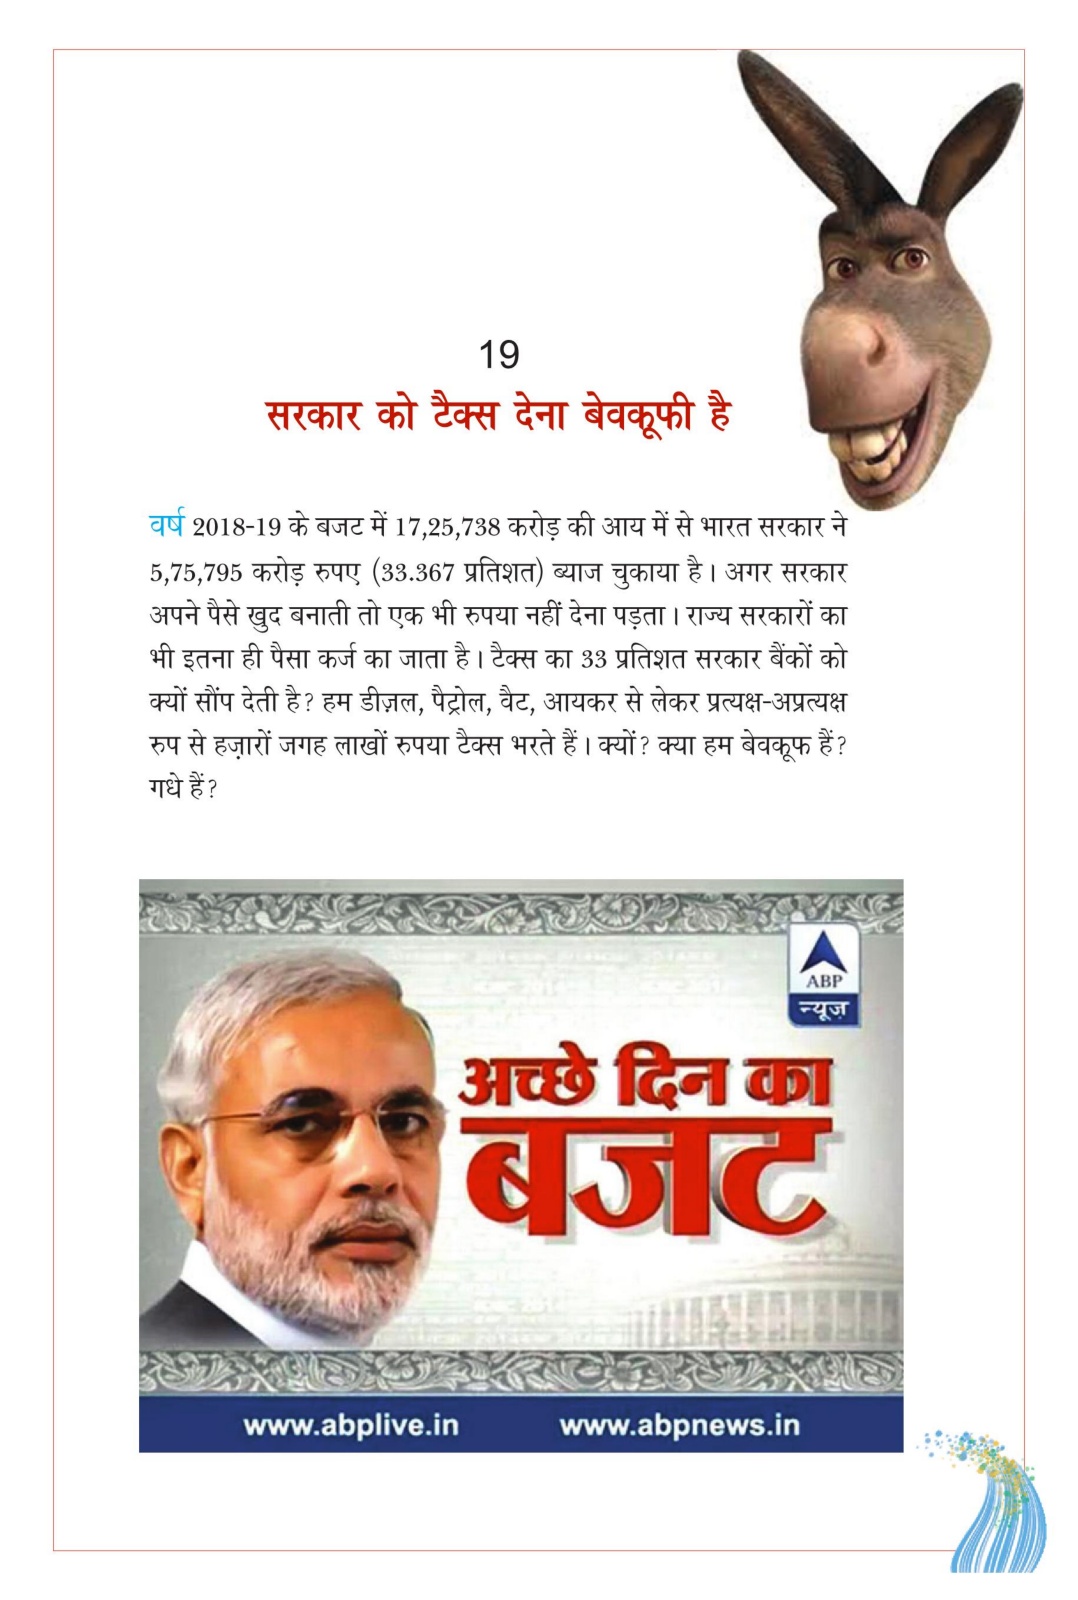 19
सरकार को टैक्स देना बेवकूफी है
वर्ष 2018-19 के बजट में 17,25,738 करोड़ की आय में से भारत सरकार ने
5,75,795 करोड़ रुपए (33.367 प्रतिशत) ब्याज चुकाया है। अगर सरकार
अपने पैसे खुद बनाती तो एक भी रुपया नहीं देना पड़ता। राज्य सरकारों का
भी इतना ही पैसा कर्ज का जाता है। टैक्स का 33 प्रतिशत सरकार बैंकों को
क्यों सौंप देती है? हम डीज़ल, पैट्रोल, वैट, आयकर से लेकर प्रत्यक्ष-अप्रत्यक्ष
रुप से हज़ारों जगह लाखों रुपया टैक्स भरते हैं। क्यों? क्या हम बेवकूफ हैं?
गधे हैं?
ABP
न्यूज़
अच्छे दिन का
बजट
www.abplive.in www.abpnews.in